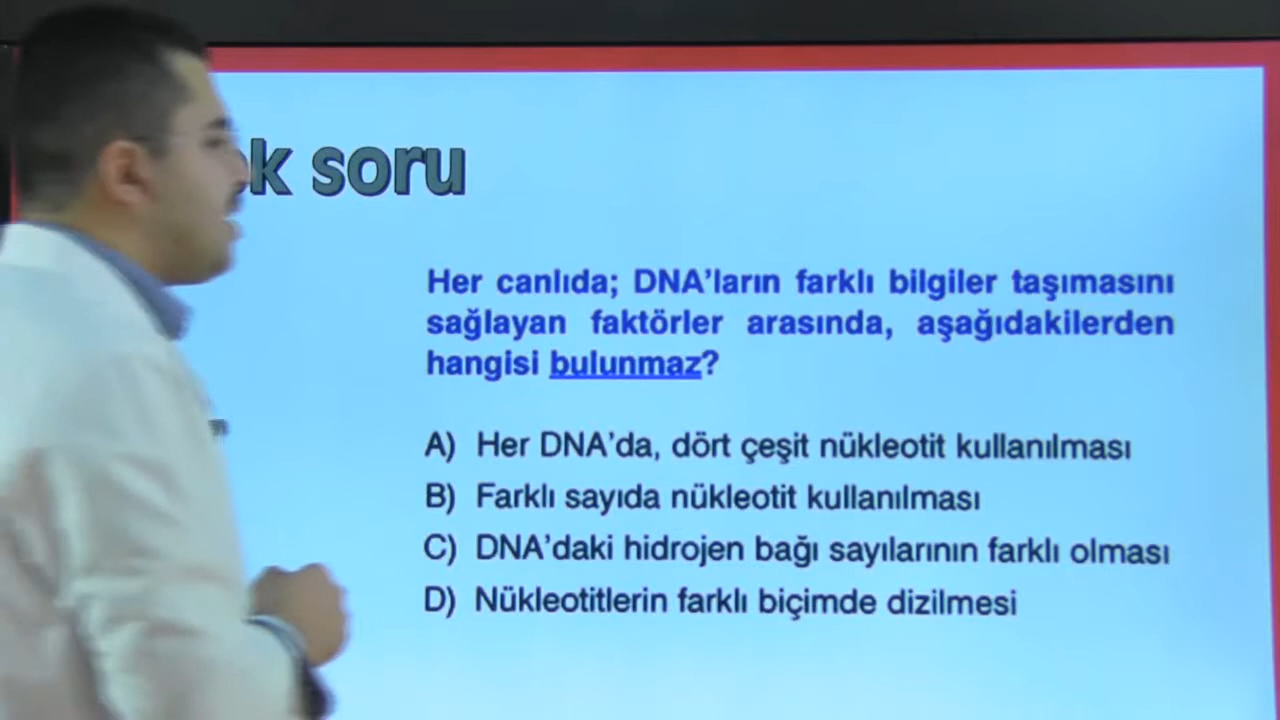 soru
Her canlıda; DNA'ların farklı bilgiler taşımasını
sağlayan faktörler arasında, aşağıdakilerden
hangisi bulunmaz?
A) Her DNA'da, dört çeşit nükleotit kullanılması
B) Farklı sayıda nükleotit kullanılması
C) DNA'daki hidrojen bağı sayılarının farklı olması
D) Nükleotitlerin farklı biçimde dizilmesi